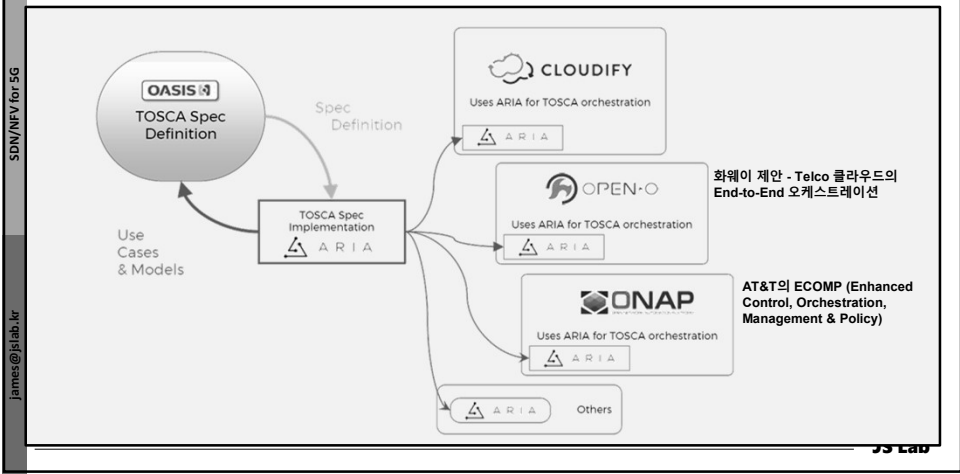 SDN/NFV for 5G
james@jslab.kr
OASIS
TOSCA Spec
Definition
Spec
Definition
Use
Cases
& Models
TOSCA Spec
Implementation
ARIA
CLOUDIFY
Uses ARIA for TOSCA orchestration
ARIA
OPEN-O
Uses ARIA for TOSCA orchestration
ARIA
화웨이 제안 - Telco 클라우드의
End-to-End 오케스트레이션
ONAP
Uses ARIA for TOSCA orchestration
ARIA
AT&T의 ECOMP (Enhanced
Control, Orchestration,
Management & Policy)
ARIA
Others
JS Lab